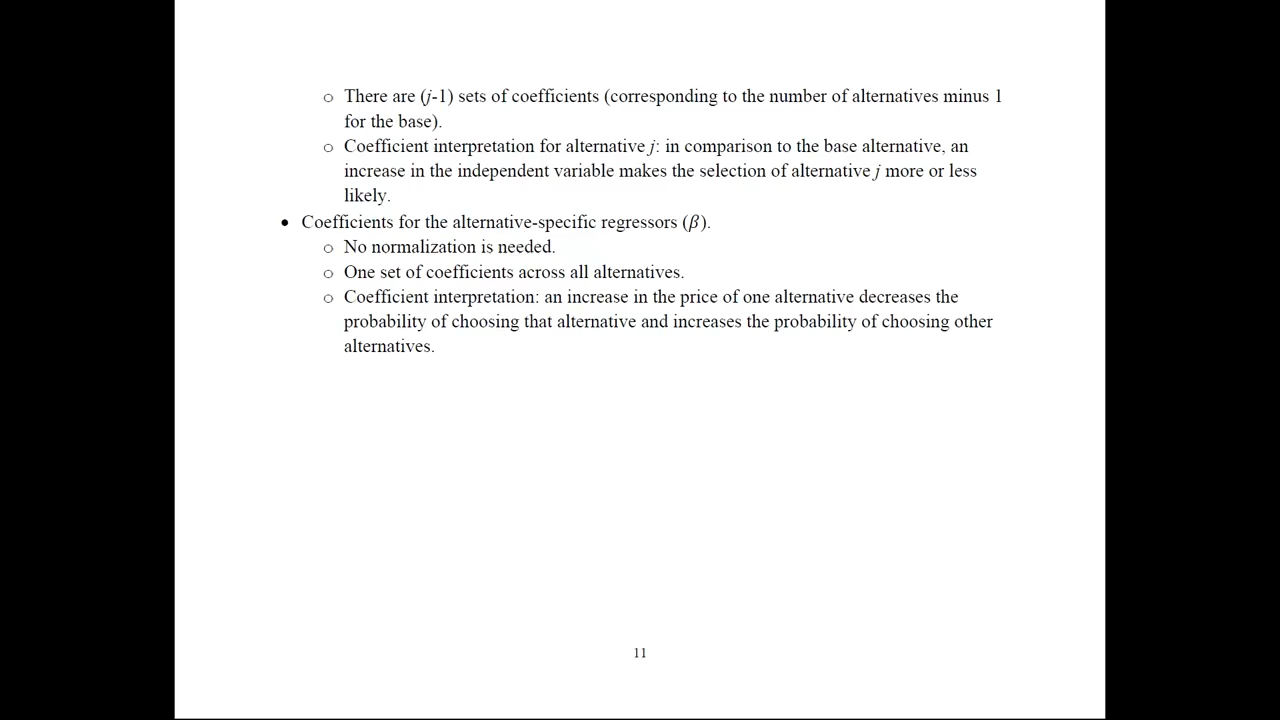 o There are (j-1) sets of coefficients (corresponding to the number of alternatives minus 1
for the base).
o Coefficient interpretation for alternative j: in comparison to the base alternative, an
increase in the independent variable makes the selection of alternative j more or less
likely.
• Coefficients for the alternative-specific regressors (β).
o No normalization is needed.
o One set of coefficients across all alternatives.
o Coefficient interpretation: an increase in the price of one alternative decreases the
probability of choosing that alternative and increases the probability of choosing other
alternatives.
11